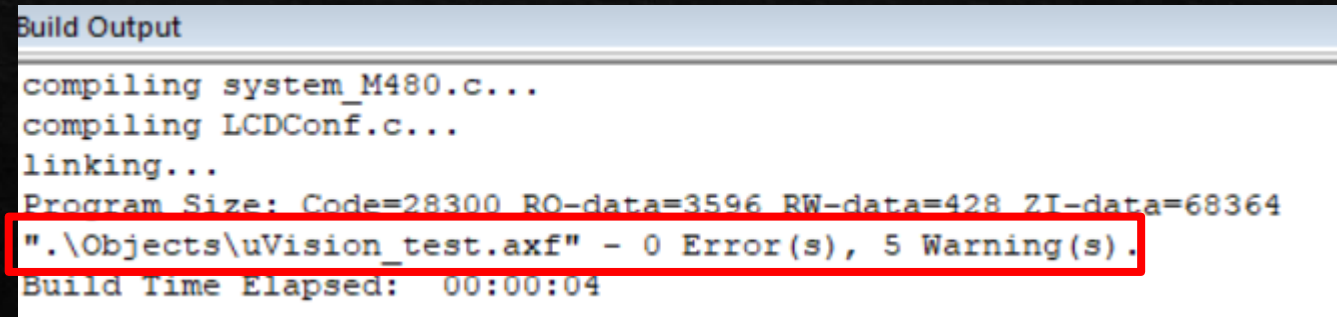 Build Output
compiling system_M480.c...
compiling LCDConf.c...
linking...
Program Size: Code=28300 RO-data=3596 RW-data=428 ZI-data=68364
".\Objects\uVision_test.axf" - 0 Error(s), 5 Warning(s).
Build Time Elapsed:  00:00:04